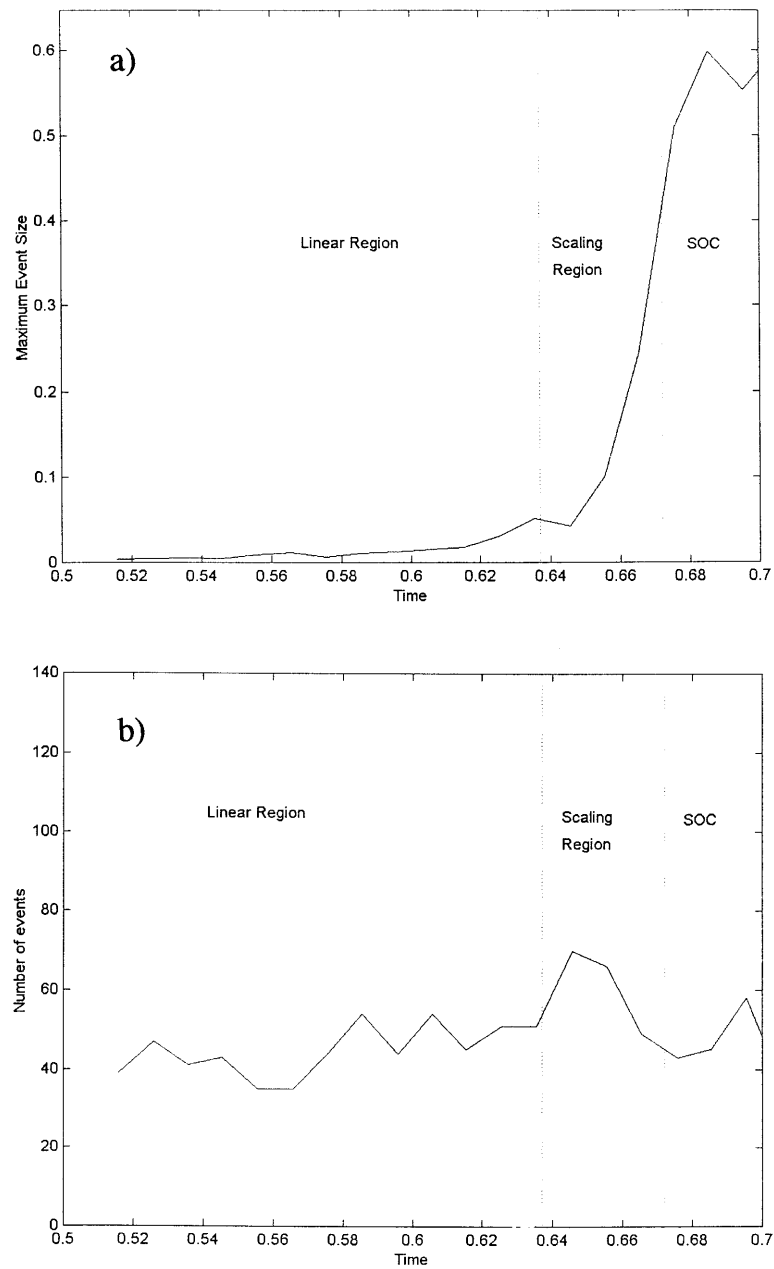 a)
0.6
0.5
0.4
0.3
0.2
0.1
0
Maximum Event Size
Linear Region
Scaling
Region
SOC
0.5 0.52 0.54 0.56 0.58 0.6 0.62 0.64 0.66 0.68 0.7
Time
b)
140
120
100
80
60
40
20
0
Number of events
Linear Region
Scaling
Region
SOC
0.5 0.52 0.54 0.56 0.58 0.6 0.62 0.64 0.66 0.68 0.7
Time